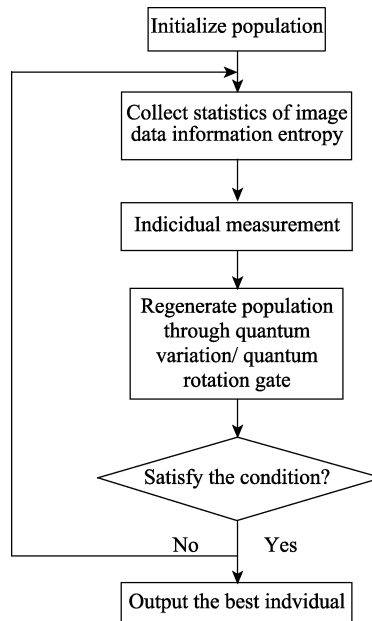 Initialize population
Collect statistics of image
data information entropy
Indicidual measurement
Regenerate population
through quantum
variation/ quantum
rotation gate
Satisfy the condition?
No Yes
Output the best indvidual